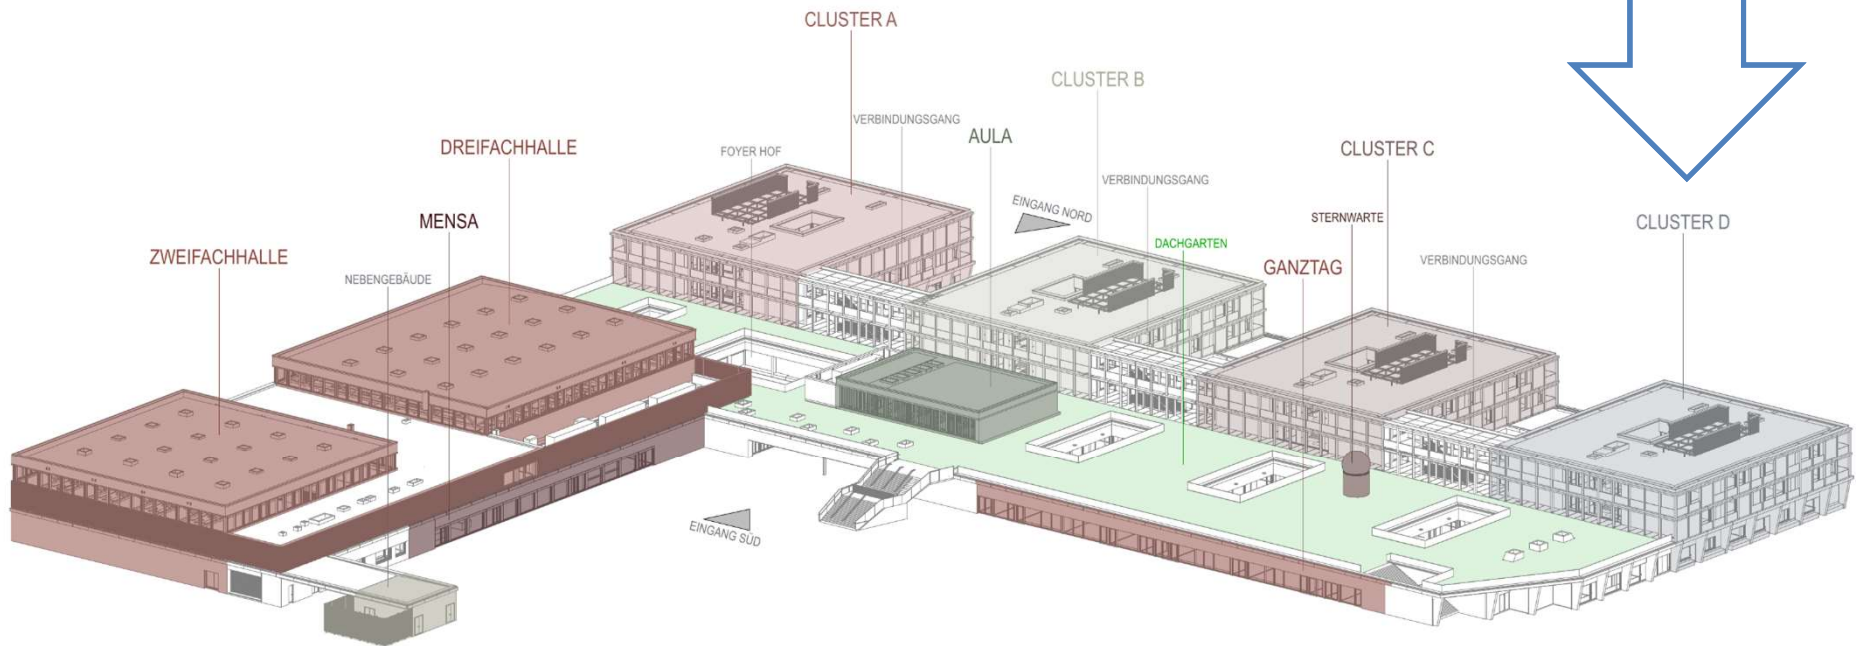 CLUSTER A
CLUSTER B
VERBINDUNGSGANG
AULA
DREIFACHHALLE
FOYER HOF
CLUSTER C
VERBINDUNGSGANG
EINGANG NORD
MENSA
STERNWARTE
CLUSTER D
DACHGARTEN
ZWEIFACHHALLE
GANZTAG
VERBINDUNGSGANG
NEBENGEBÄUDE
EINGANG SÜD